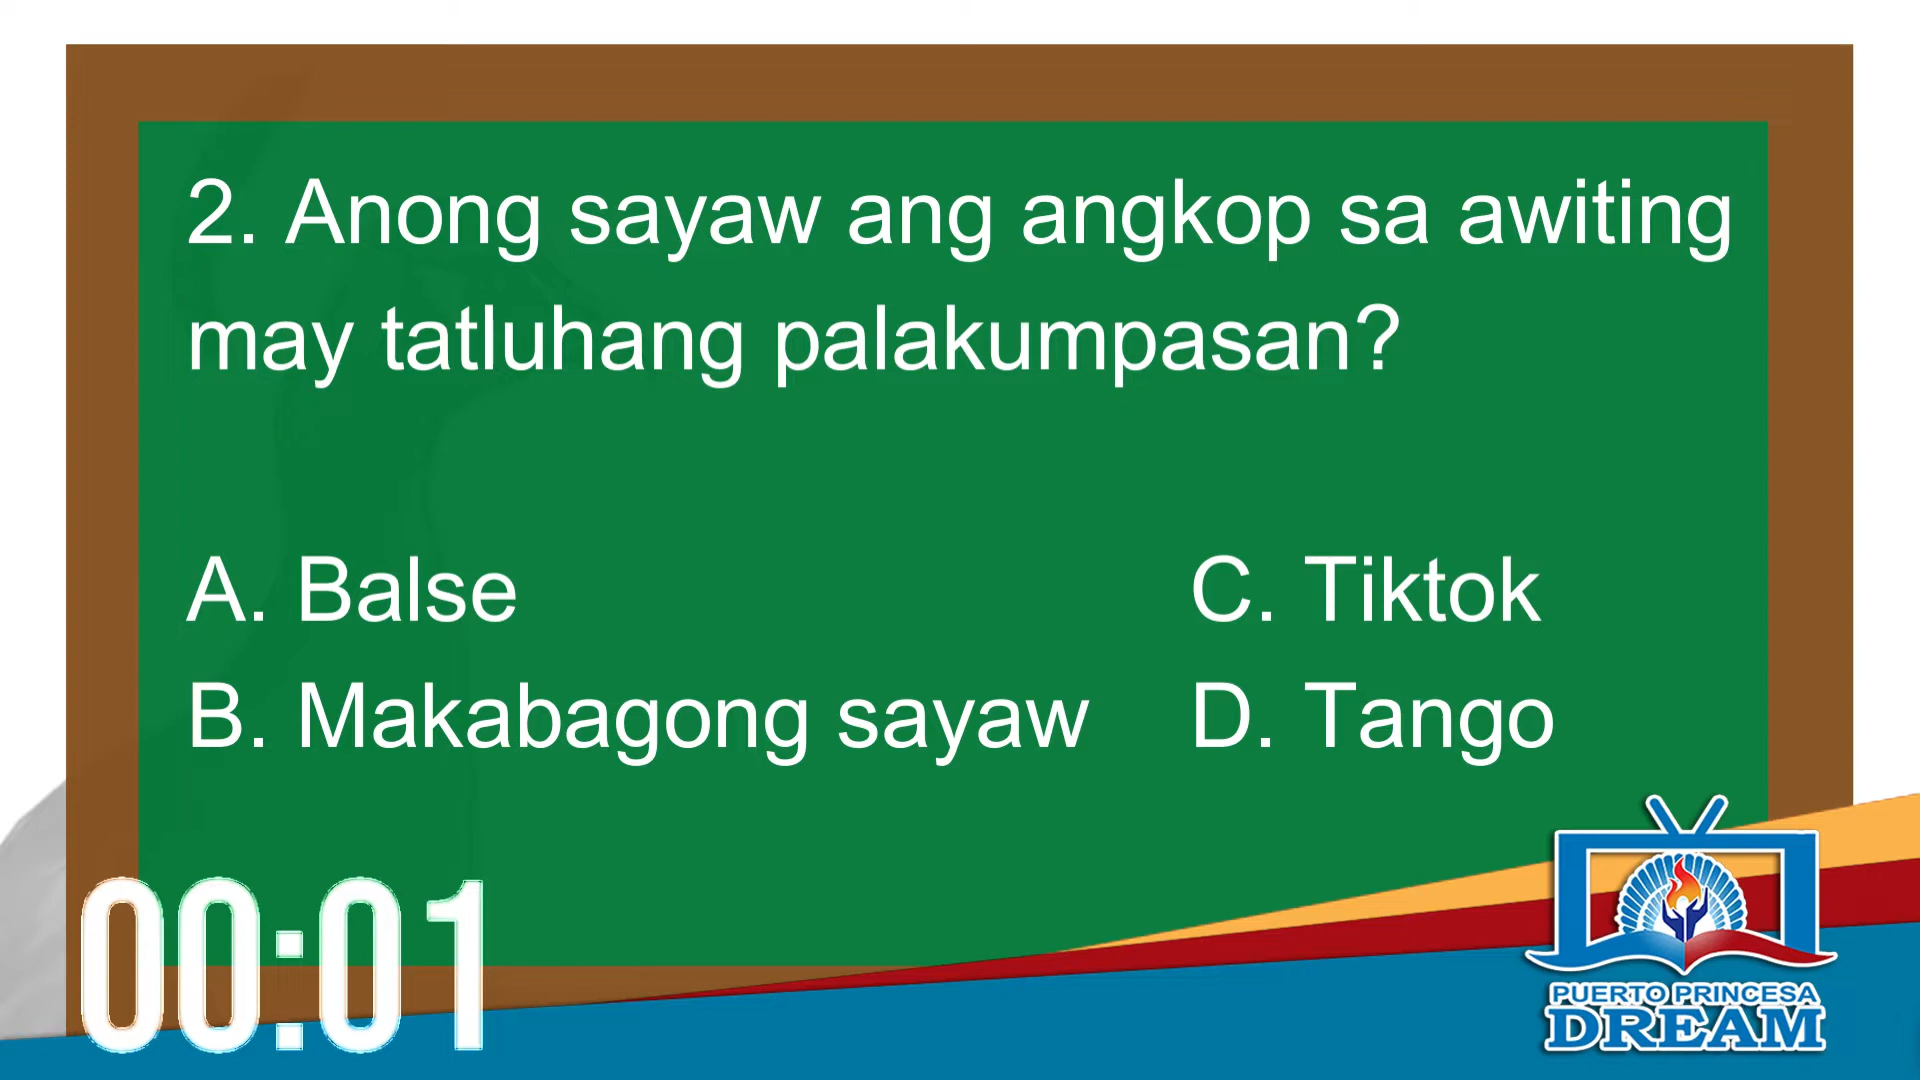 2. Anong sayaw ang angkop sa awiting
may tatluhang palakumpasan?
A. Balse
C. Tiktok
B. Makabagong sayaw
D. Tango
00:01
PUERTO PRINCESA
DREAM